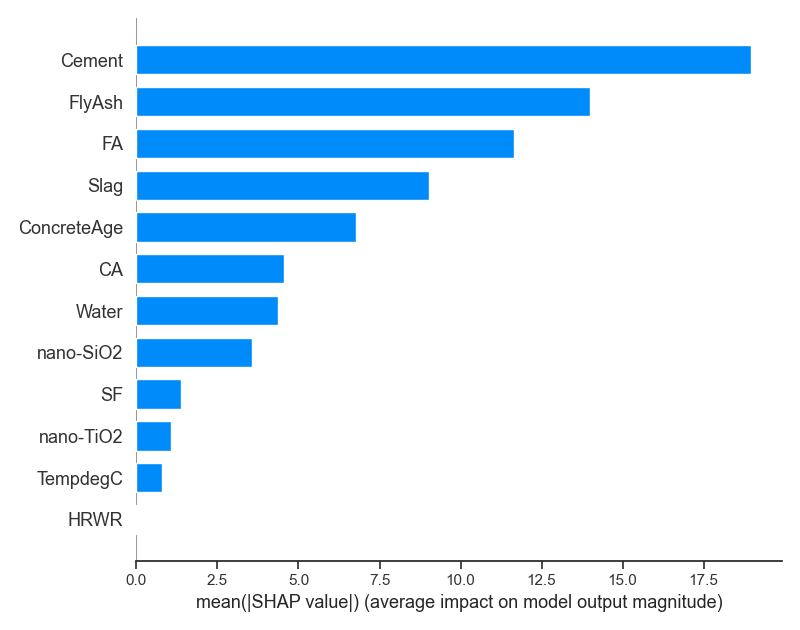 Cement
FlyAsh
FA
Slag
ConcreteAge
CA
Water
nano-SiO2
SF
nano-TiO2
TempdegC
HRWR
0.0 2.5 5.0 7.5 10.0 12.5 15.0 17.5
mean(|SHAP value|) (average impact on model output magnitude)